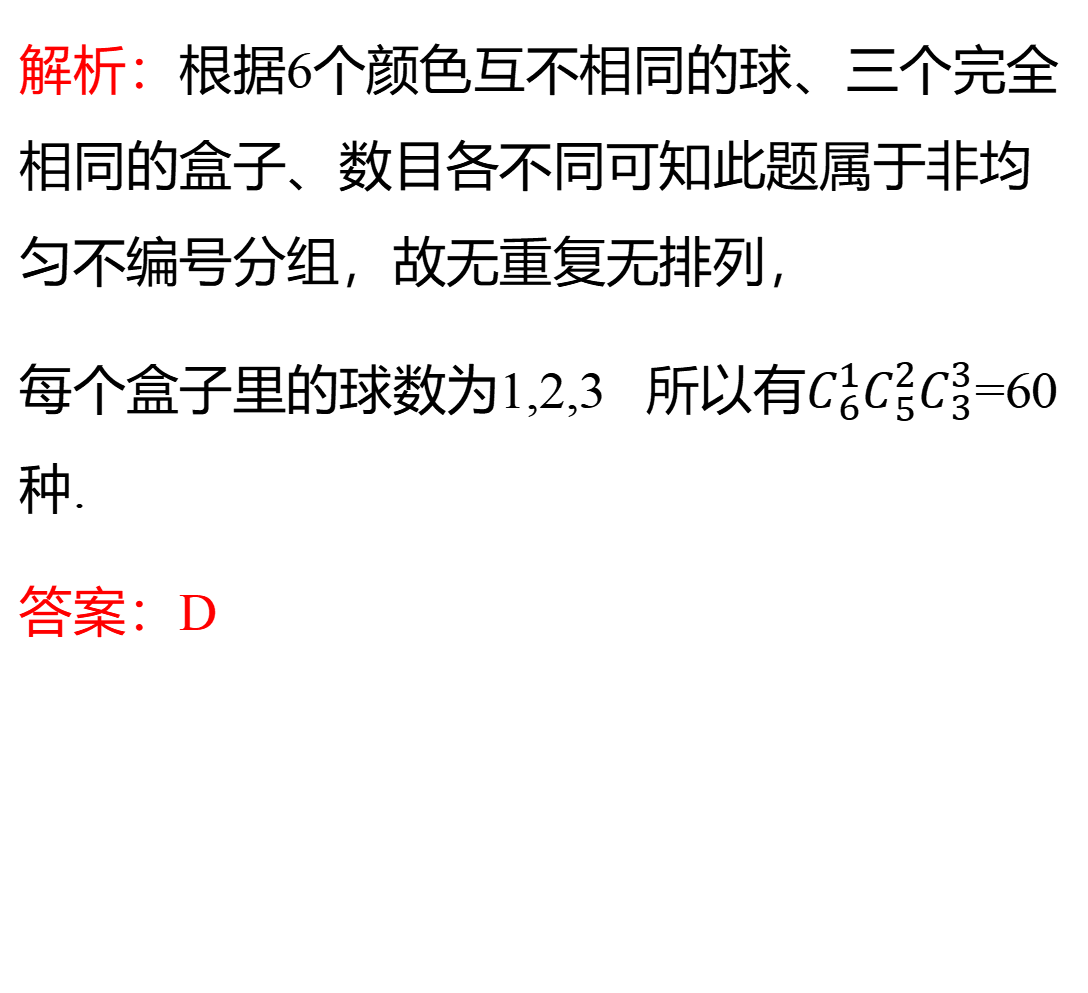 解析：根据6个颜色互不相同的球、三个完全
相同的盒子、数目各不同可知此题属于非均
匀不编号分组，故无重复无排列，
每个盒子里的球数为1,2,3 所以有$C_6^1C_5^2C_3^3$=60
种.
答案：D